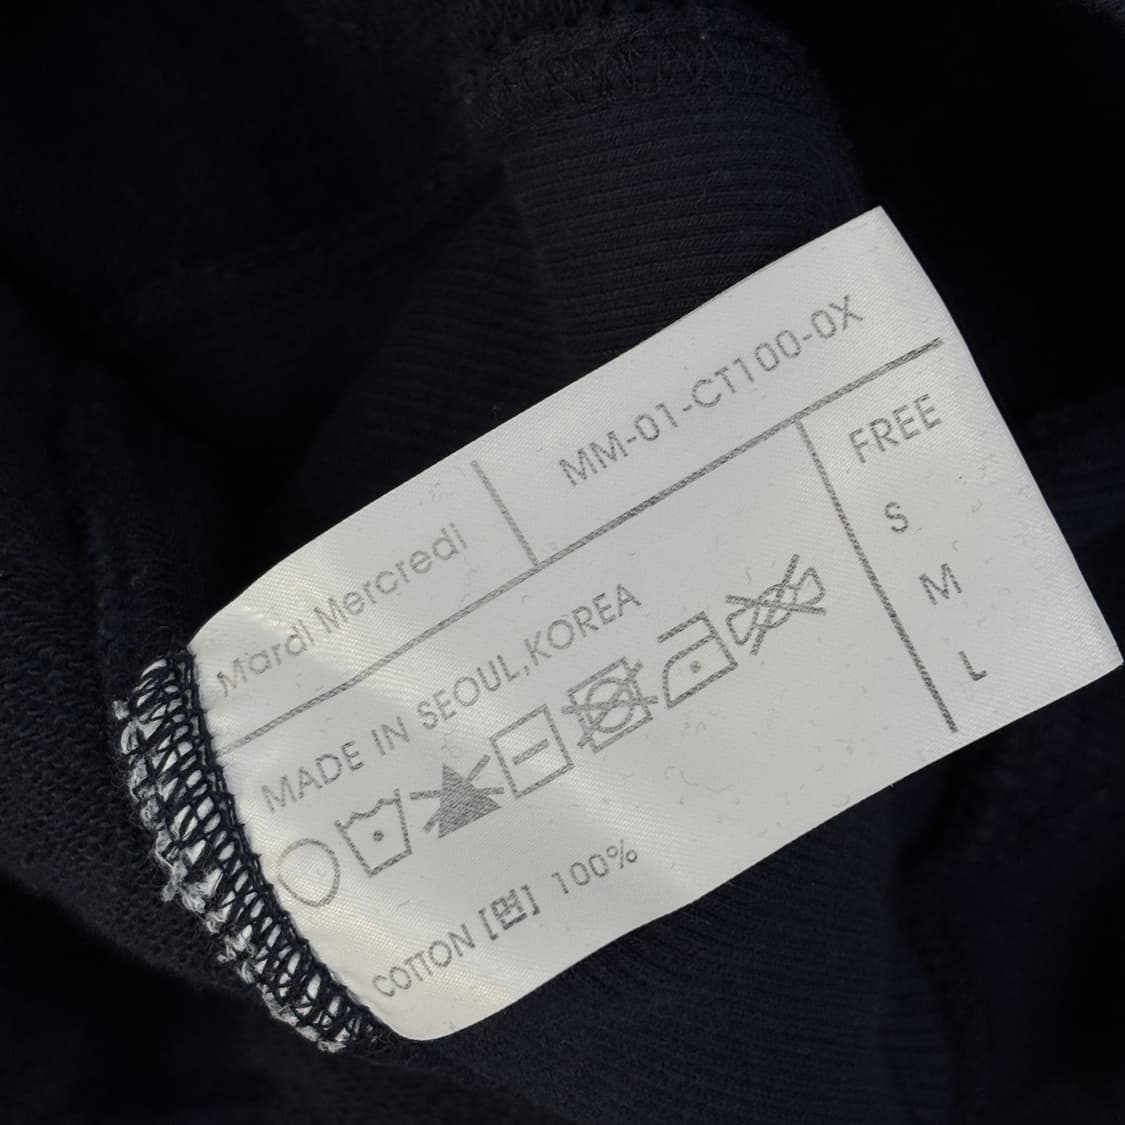 Mardi Mercredi
MM-01-CT100-0X
MADE IN SEOUL,KOREA
COTTON [면] 100%
FREE
S
M
L